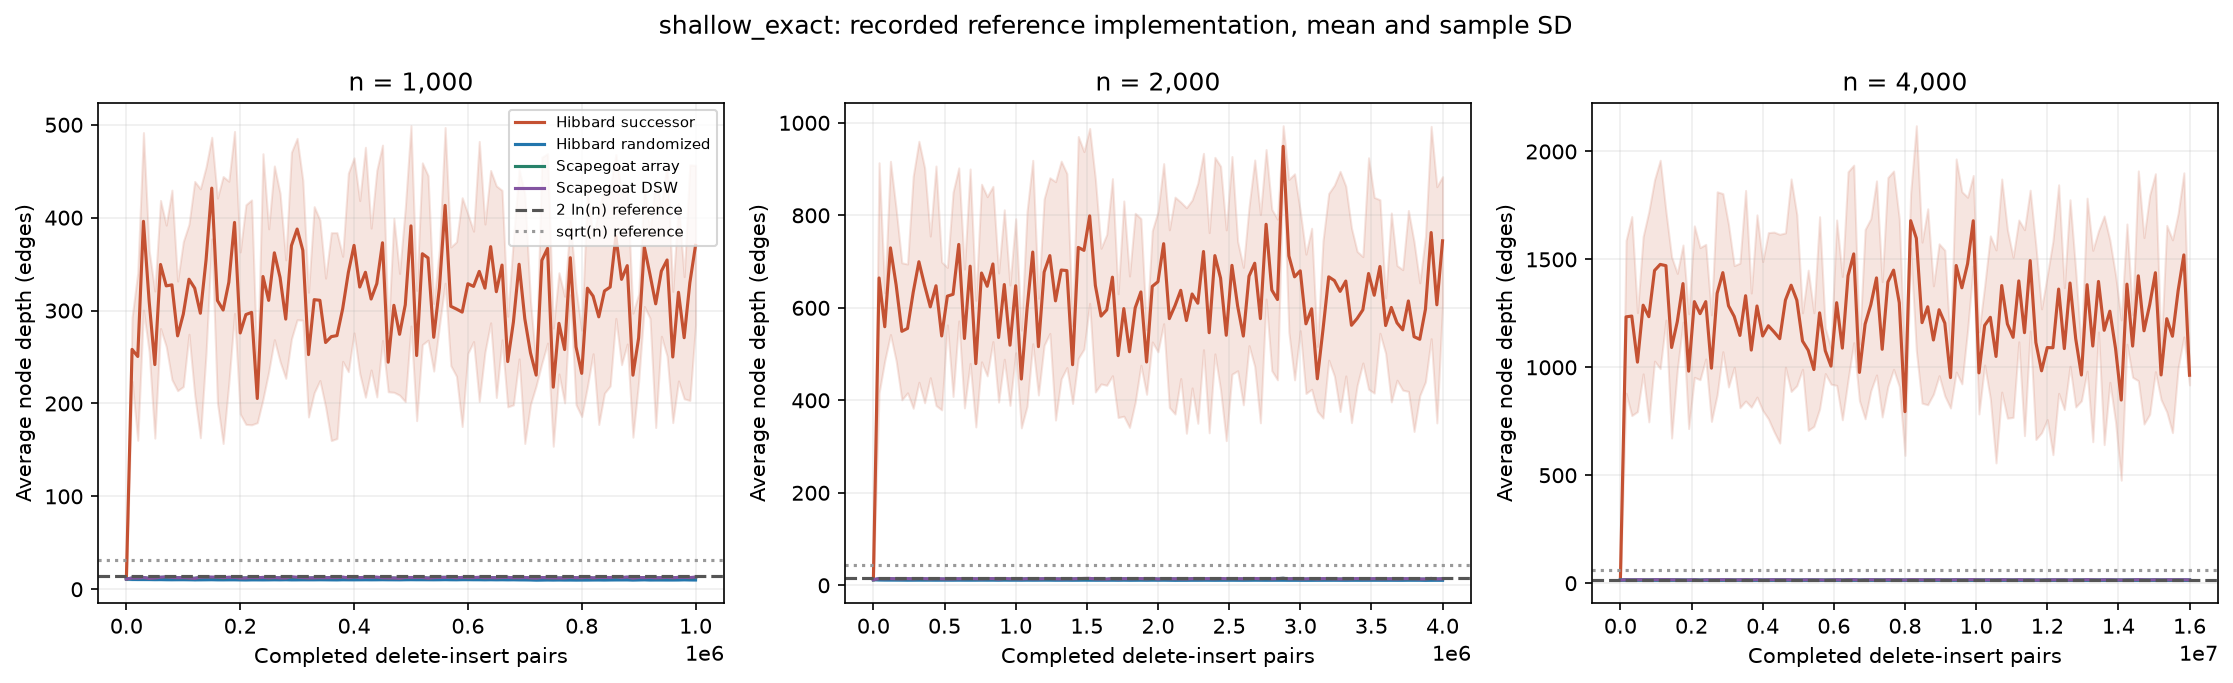 shallow_exact: recorded reference implementation, mean and sample SD
n = 1,000
Average node depth (edges)
500
400
300
200
100
0
Hibbard successor
Hibbard randomized
Scapegoat array
Scapegoat DSW
2 ln(n) reference
sqrt(n) reference
0.0 0.2 0.4 0.6 0.8 1.0
1e6
Completed delete-insert pairs
n = 2,000
Average node depth (edges)
1000
800
600
400
200
0
0.0 0.5 1.0 1.5 2.0 2.5 3.0 3.5 4.0
1e6
Completed delete-insert pairs
n = 4,000
Average node depth (edges)
2000
1500
1000
500
0
0.0 0.2 0.4 0.6 0.8 1.0 1.2 1.4 1.6
1e7
Completed delete-insert pairs